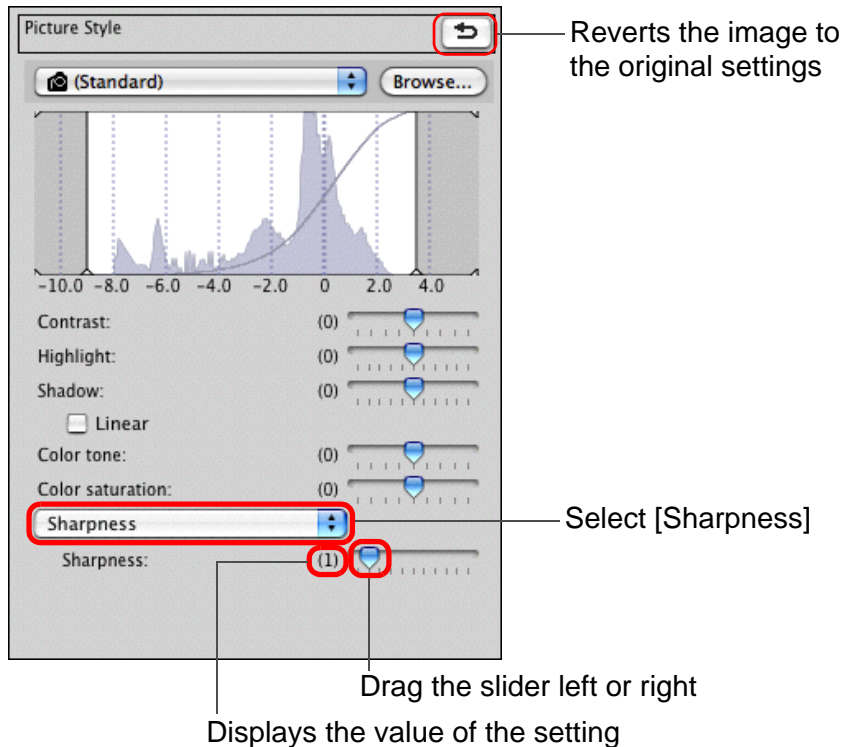 Picture Style
Reverts the image to
the original settings
(Standard)
Browse...
-10.0 -8.0 -6.0 -4.0 -2.0 0 2.0 4.0
Contrast: (0)
Highlight: (0)
Shadow: (0)
Linear
Color tone: (0)
Color saturation: (0)
Sharpness
Select [Sharpness]
Sharpness: (1)
Drag the slider left or right
Displays the value of the setting